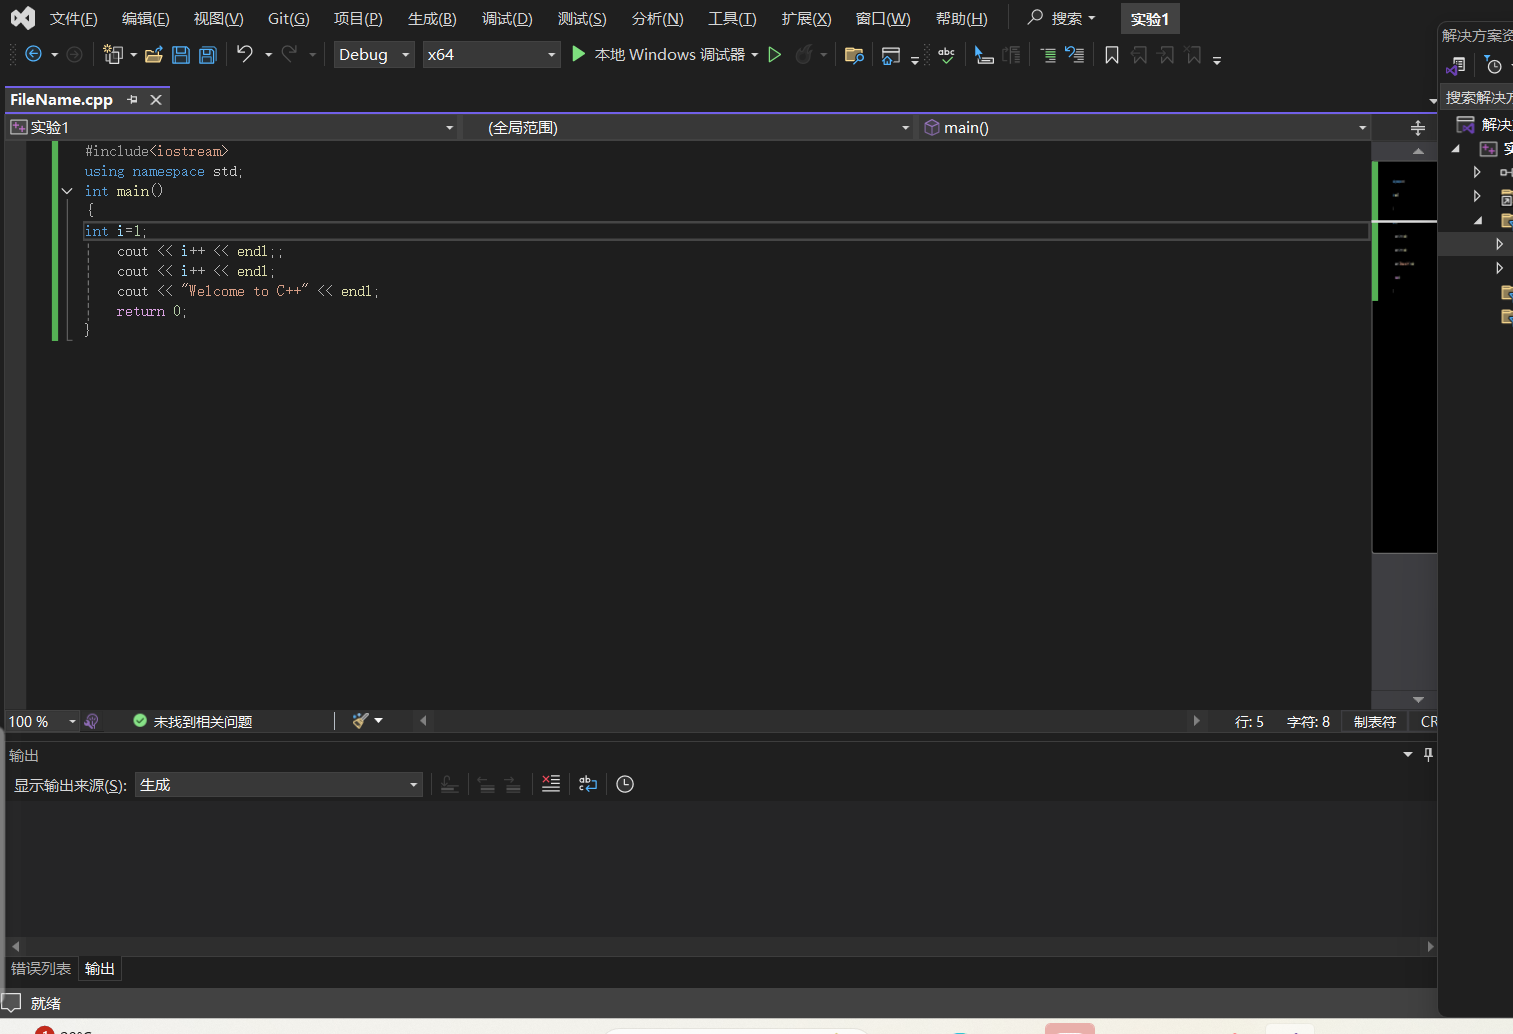 文件(F) 编辑(E) 视图(V) Git(G) 项目(P) 生成(B) 调试(D) 测试(S) 分析(N) 工具(T) 扩展(X) 窗口(W) 帮助(H) 搜索 实验1
Debug x64 本地 Windows 调试器 abc
解决方案资
FileName.cpp
搜索解决方
实验1 (全局范围) main()
解决
#include<iostream>
using namespace std;
int main()
{
int i=1;
cout << i++ << endl;;
cout << i++ << endl;
cout << "Welcome to C++" << endl;
return 0;
}
100 % 未找到相关问题 行: 5 字符: 8 制表符 CR
输出
显示输出来源(S): 生成
错误列表 输出
就绪